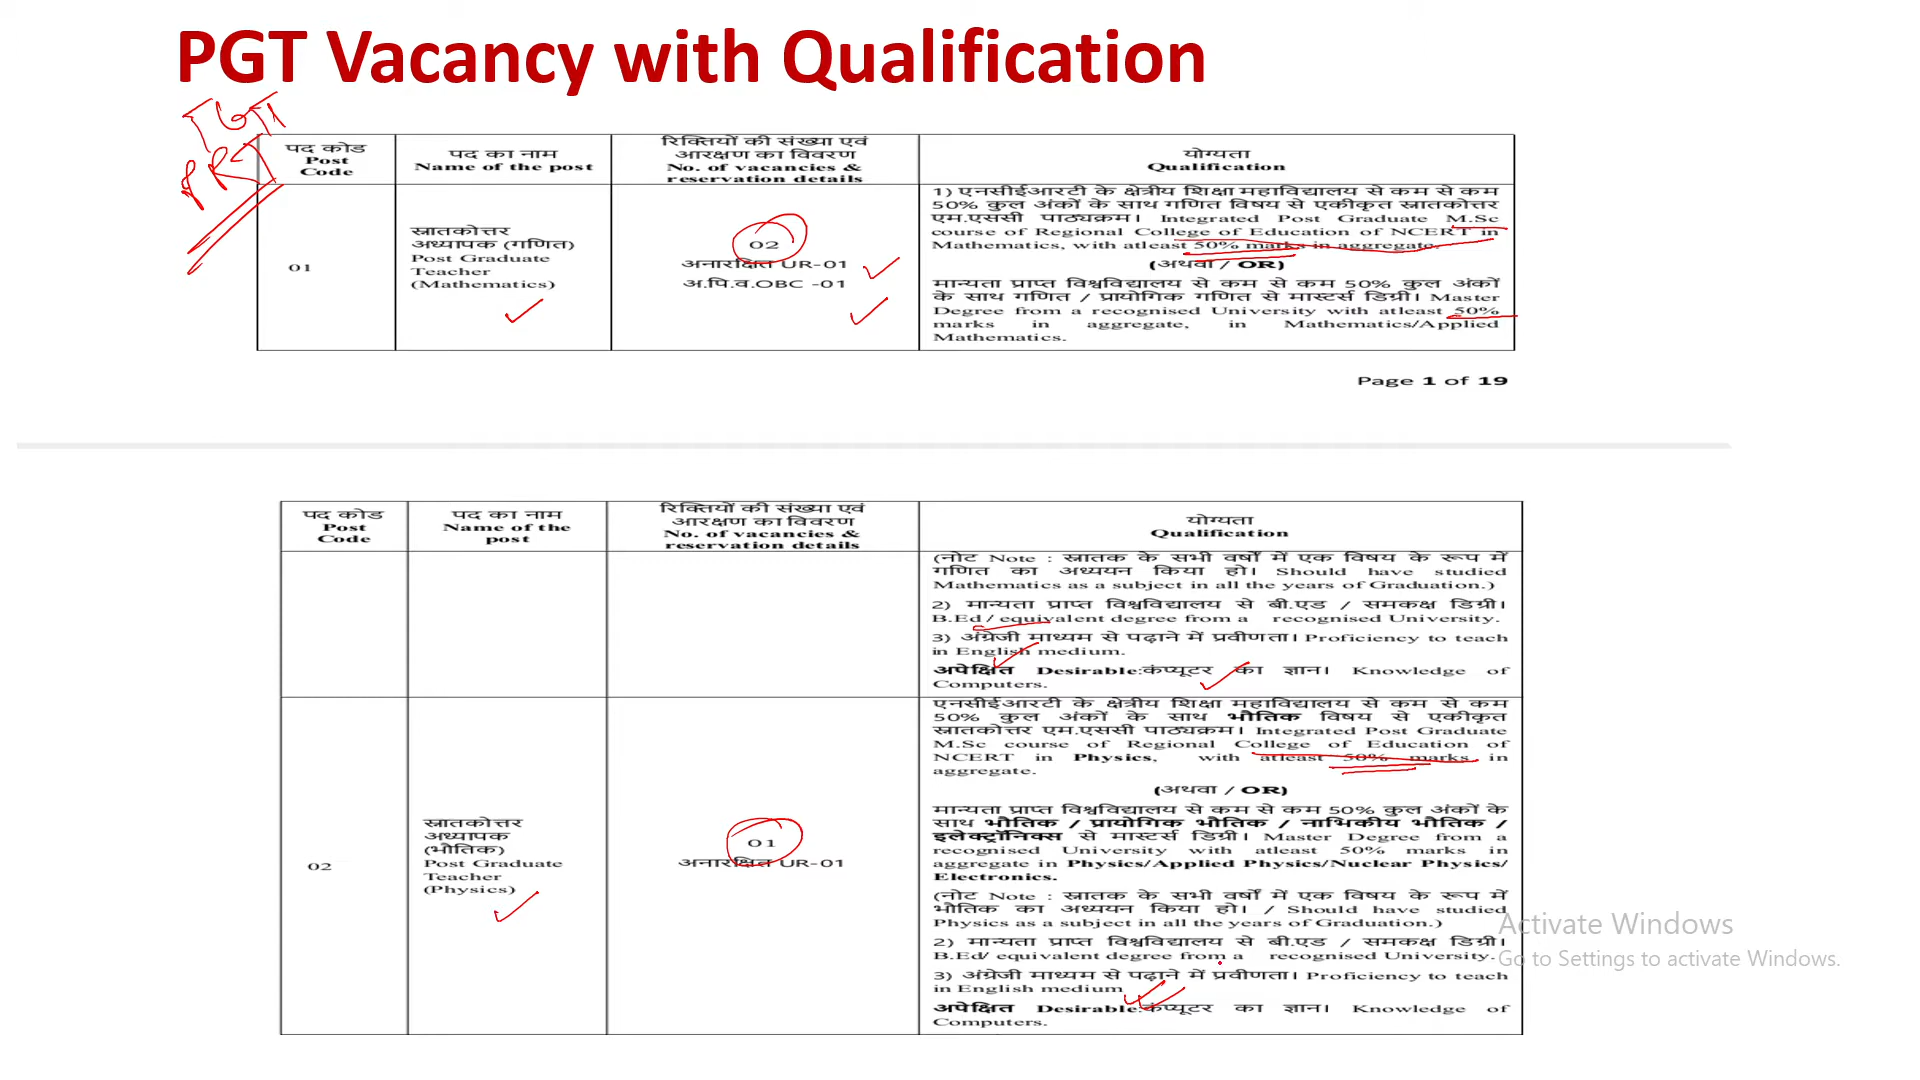 PGT Vacancy with Qualification
TGT
PRT
पद कोड
Post
Code
पद का नाम
Name of the post
रिक्तियों की संख्या एवं
आरक्षण का विवरण
No. of vacancies &
reservation details
योग्यता
Qualification
01
स्नातकोत्तर
अध्यापक (गणित)
Post Graduate
Teacher
(Mathematics)
02
अनारक्षित UR-01
अ.पि.व.OBC -01
1) एनसीईआरटी के क्षेत्रीय शिक्षा महाविद्यालय से कम से कम
50% कुल अंकों के साथ गणित विषय से एकीकृत स्नातकोत्तर
एम.एससी पाठ्यक्रम। Integrated Post Graduate M.Sc
course of Regional College of Education of NCERT in
Mathematics, with atleast 50% marks in aggregate.
(अथवा / OR)
मान्यता प्राप्त विश्वविद्यालय से कम से कम 50% कुल अंकों
के साथ गणित / प्रायोगिक गणित से मास्टर्स डिग्री। Master
Degree from a recognised University with atleast 50%
marks in aggregate, in Mathematics/Applied
Mathematics.
Page 1 of 19
पद कोड
Post
Code
पद का नाम
Name of the
post
रिक्तियों की संख्या एवं
आरक्षण का विवरण
No. of vacancies &
reservation details
योग्यता
Qualification
(नोट Note : स्नातक के सभी वर्षों में एक विषय के रूप में
गणित का अध्ययन किया हो। Should have studied
Mathematics as a subject in all the years of Graduation.)
2) मान्यता प्राप्त विश्वविद्यालय से बी.एड / समकक्ष डिग्री।
B.Ed / equivalent degree from a recognised University.
3) अंग्रेजी माध्यम से पढ़ाने में प्रवीणता। Proficiency to teach
in English medium.
अपेक्षित Desirable:कंप्यूटर का ज्ञान। Knowledge of
Computers.
02
स्नातकोत्तर
अध्यापक
(भौतिक)
Post Graduate
Teacher
(Physics)
01
अनारक्षित UR-01
एनसीईआरटी के क्षेत्रीय शिक्षा महाविद्यालय से कम से कम
50% कुल अंकों के साथ भौतिक विषय से एकीकृत
स्नातकोत्तर एम.एससी पाठ्यक्रम। Integrated Post Graduate
M.Sc course of Regional College of Education of
NCERT in Physics, with atleast 50% marks in
aggregate.
(अथवा / OR)
मान्यता प्राप्त विश्वविद्यालय से कम से कम 50% कुल अंकों के
साथ भौतिक / प्रायोगिक भौतिक / नाभिकीय भौतिक /
इलेक्ट्रॉनिक्स से मास्टर्स डिग्री। Master Degree from a
recognised University with atleast 50% marks in
aggregate in Physics/Applied Physics/Nuclear Physics/
Electronics.
(नोट Note : स्नातक के सभी वर्षों में एक विषय के रूप में
भौतिक का अध्ययन किया हो। / Should have studied
Physics as a subject in all the years of Graduation.)
2) मान्यता प्राप्त विश्वविद्यालय से बी.एड / समकक्ष डिग्री।
B.Ed/ equivalent degree from a recognised University.
3) अंग्रेजी माध्यम से पढ़ाने में प्रवीणता। Proficiency to teach
in English medium
अपेक्षित Desirable:कंप्यूटर का ज्ञान। Knowledge of
Computers.
Activate Windows
Go to Settings to activate Windows.